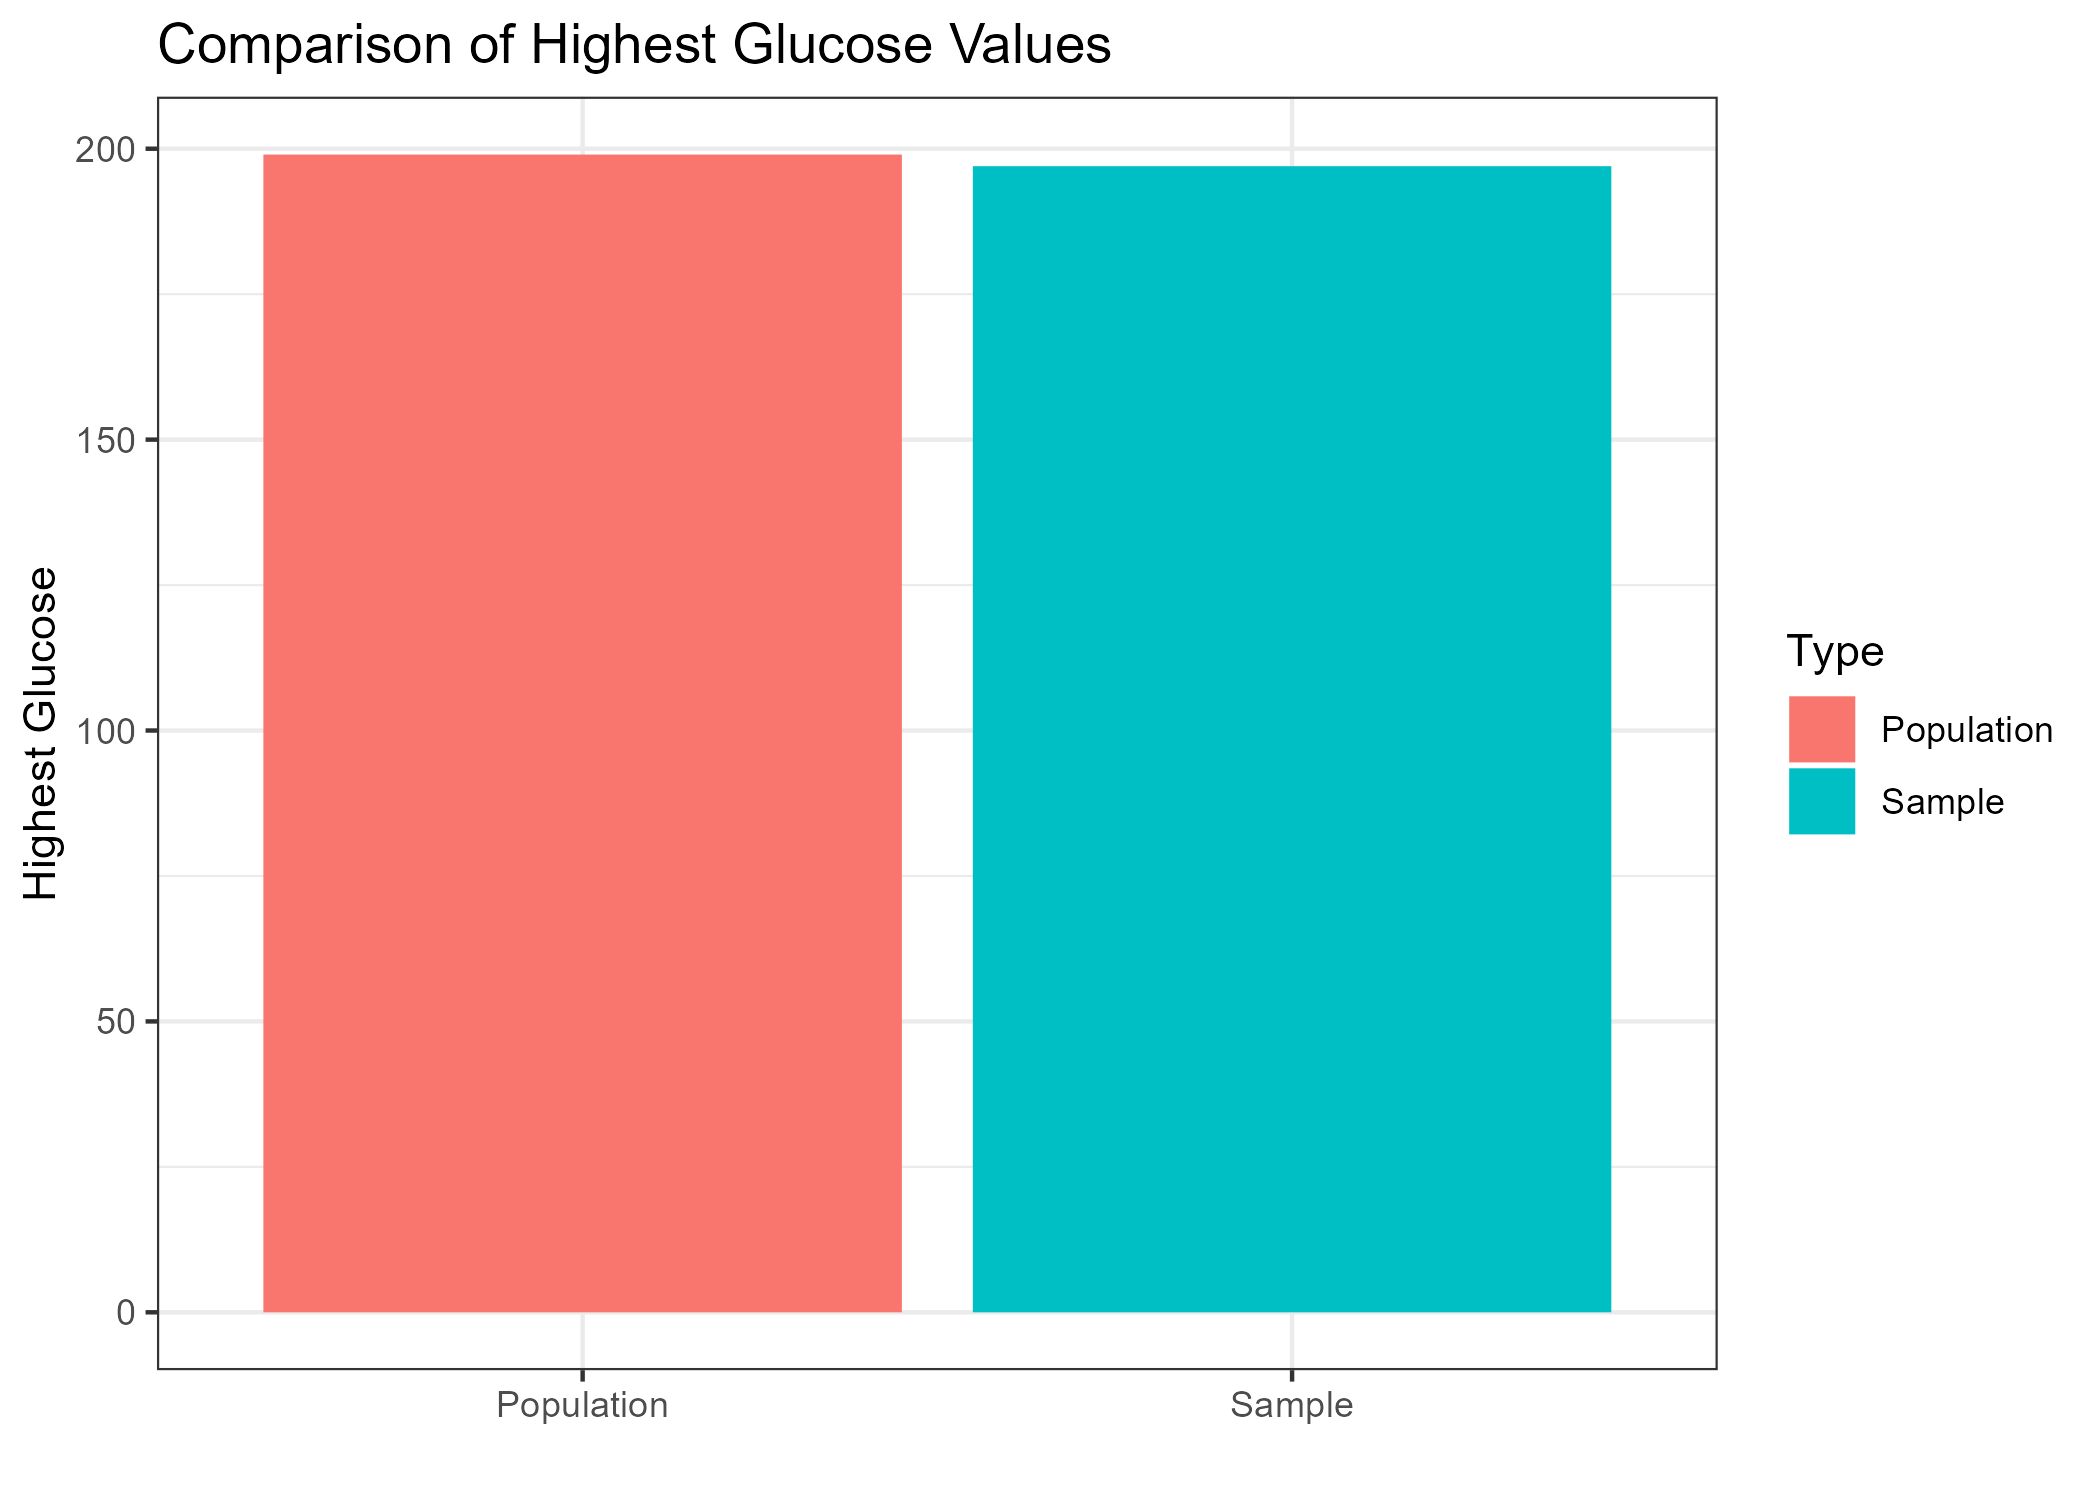 Comparison of Highest Glucose Values
Highest Glucose
200
150
100
50
0
Population
Sample
Type
Population
Sample